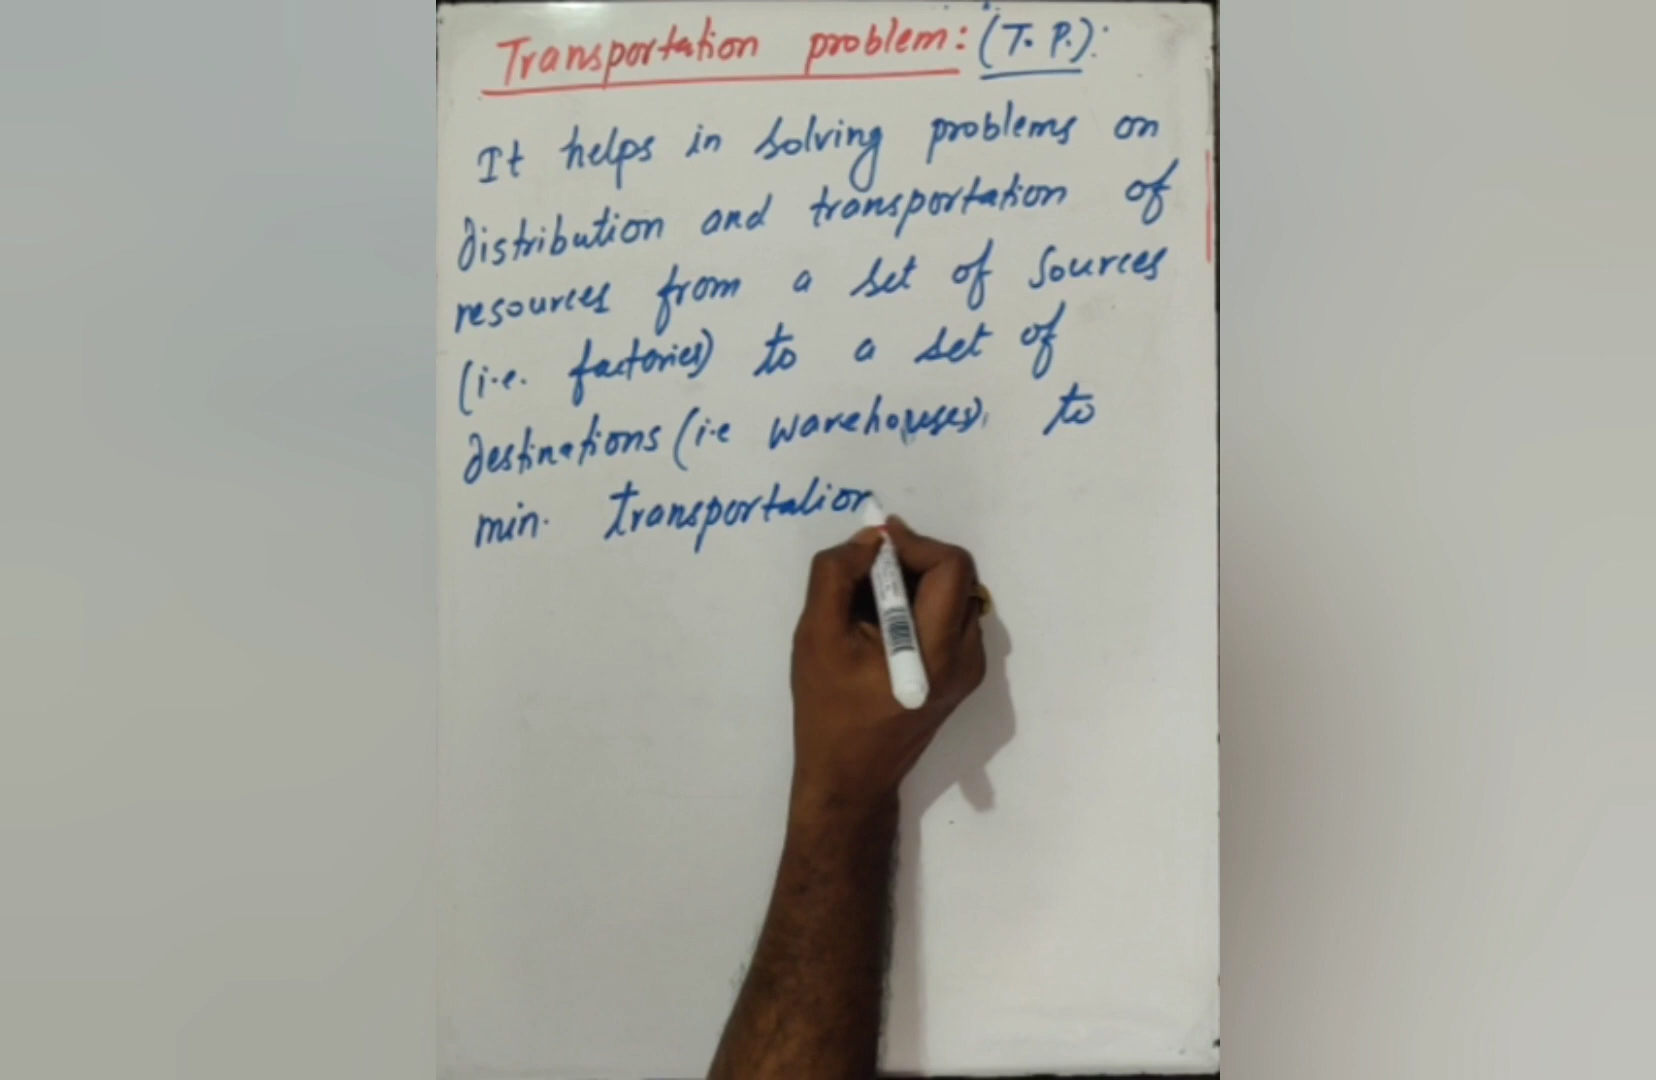 Transportation problem: (T. P.):
It helps in solving problems on
distribution and transportation of
resources from a set of sources
(i.e. factories) to a set of
destinations (i.e warehouses), to
min. transportation